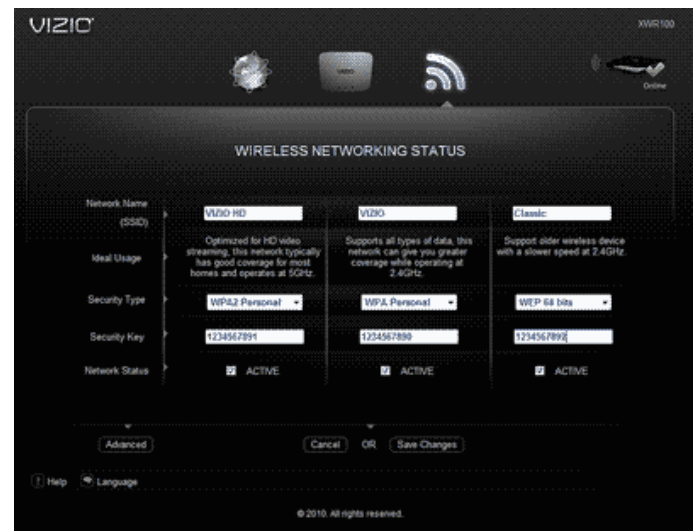 VIZIO
XWR100
VIZIO
Online
WIRELESS NETWORKING STATUS
Network Name
(SSID)
VIZIO HD
VIZIO
Classic
Ideal Usage
Optimized for HD video
streaming, this network typically
has good coverage for most
homes and operates at 5GHz.
Supports all types of data, this
network can give you greater
coverage while operating at
2.4GHz.
Support older wireless device
with a slower speed at 2.4GHz.
Security Type
WPA2 Personal
WPA Personal
WEP 64 bits
Security Key
1234567891
1234567890
1234567892
Network Status
ACTIVE
ACTIVE
ACTIVE
Advanced
Cancel OR Save Changes
? Help
Language
© 2010. All rights reserved.